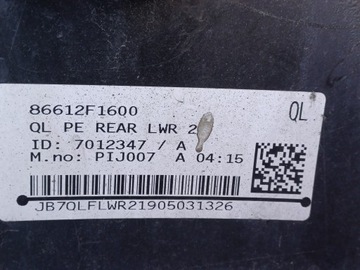 86612F1600 QL
QL PE REAR LWR 2
ID: 7012347 / A
M.no: PIJ007 A 04:15
JB7QLFLWR21905031326